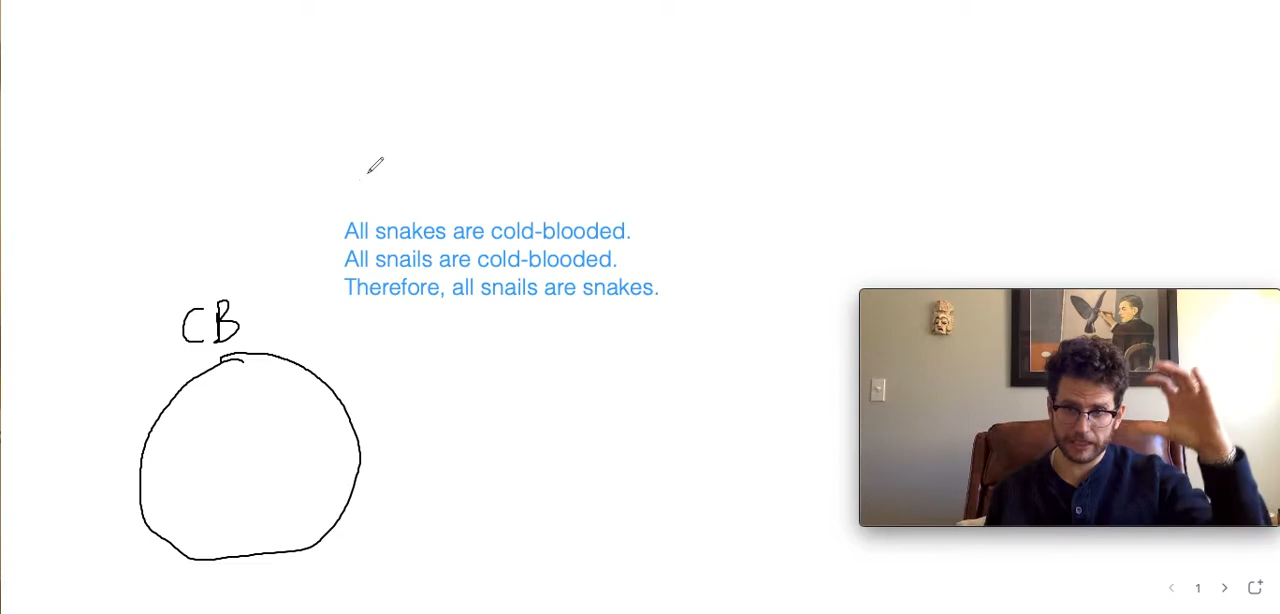 All snakes are cold-blooded.
All snails are cold-blooded.
Therefore, all snails are snakes.
CB
1